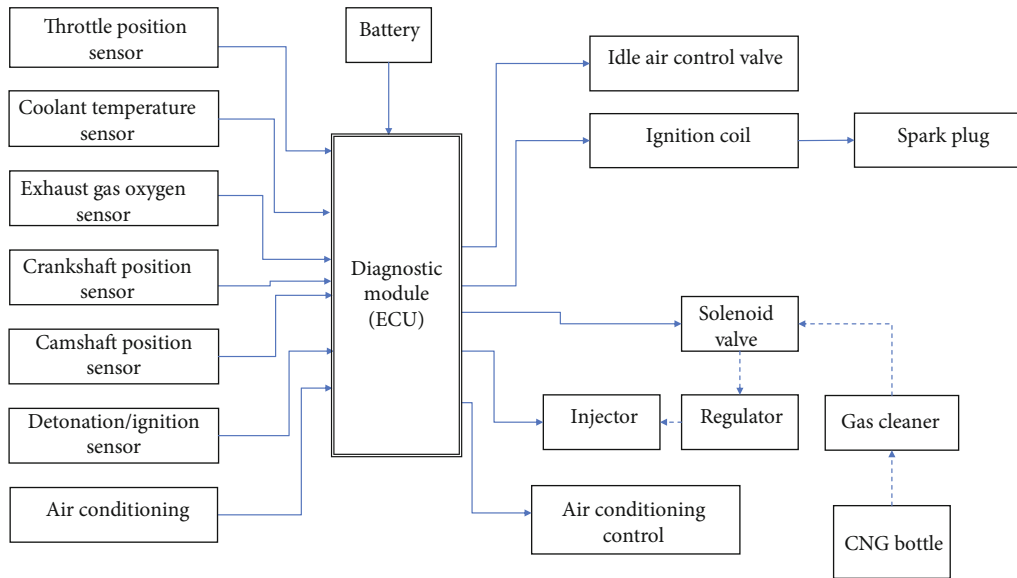 Throttle position
sensor
Coolant temperature
sensor
Exhaust gas oxygen
sensor
Crankshaft position
sensor
Camshaft position
sensor
Detonation/ignition
sensor
Air conditioning
Battery
Diagnostic
module
(ECU)
Idle air control valve
Ignition coil
Spark plug
Solenoid
valve
Injector
Regulator
Gas cleaner
Air conditioning
control
CNG bottle